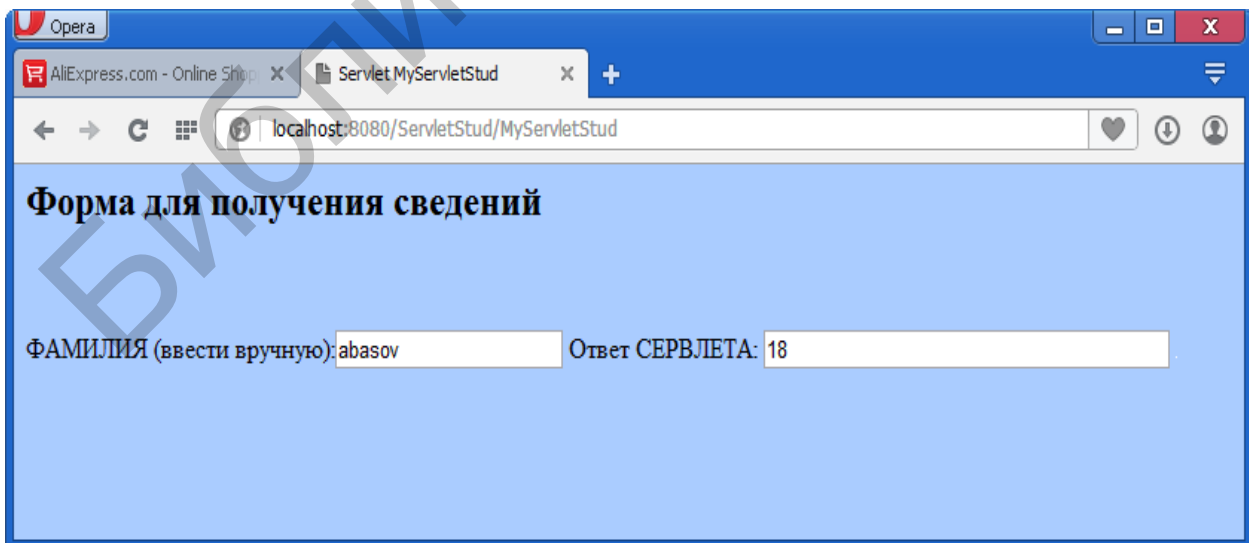 Opera
AliExpress.com - Online Shop
Servlet MyServletStud
localhost:8080/ServletStud/MyServletStud
Форма для получения сведений
ФАМИЛИЯ (ввести вручную): abasov Ответ СЕРВЛЕТА: 18
Библи